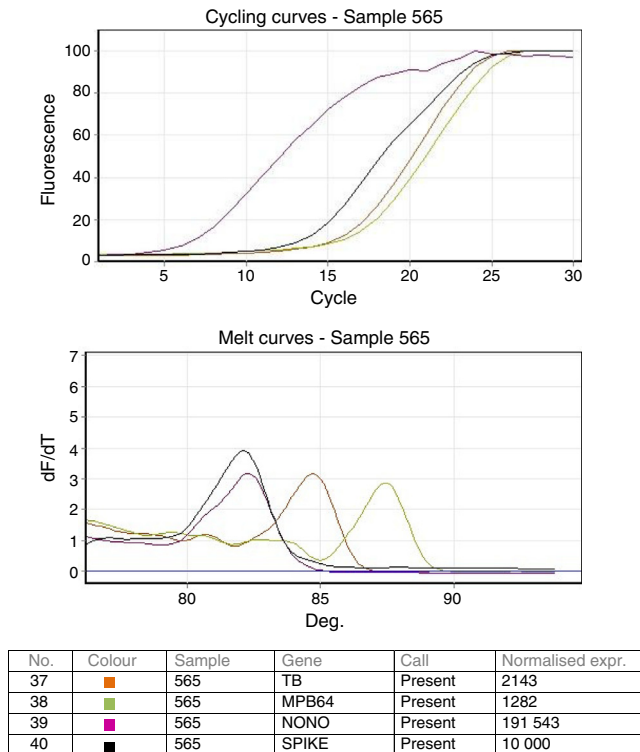 Cycling curves - Sample 565
100
80
60
40
20
0
Fluorescence
5 10 15 20 25 30
Cycle
Melt curves - Sample 565
7
6
5
4
3
2
1
0
dF/dT
80 85 90
Deg.
No. Colour Sample Gene Call Normalised expr.
37 565 TB Present 2143
38 565 MPB64 Present 1282
39 565 NONO Present 191 543
40 565 SPIKE Present 10 000